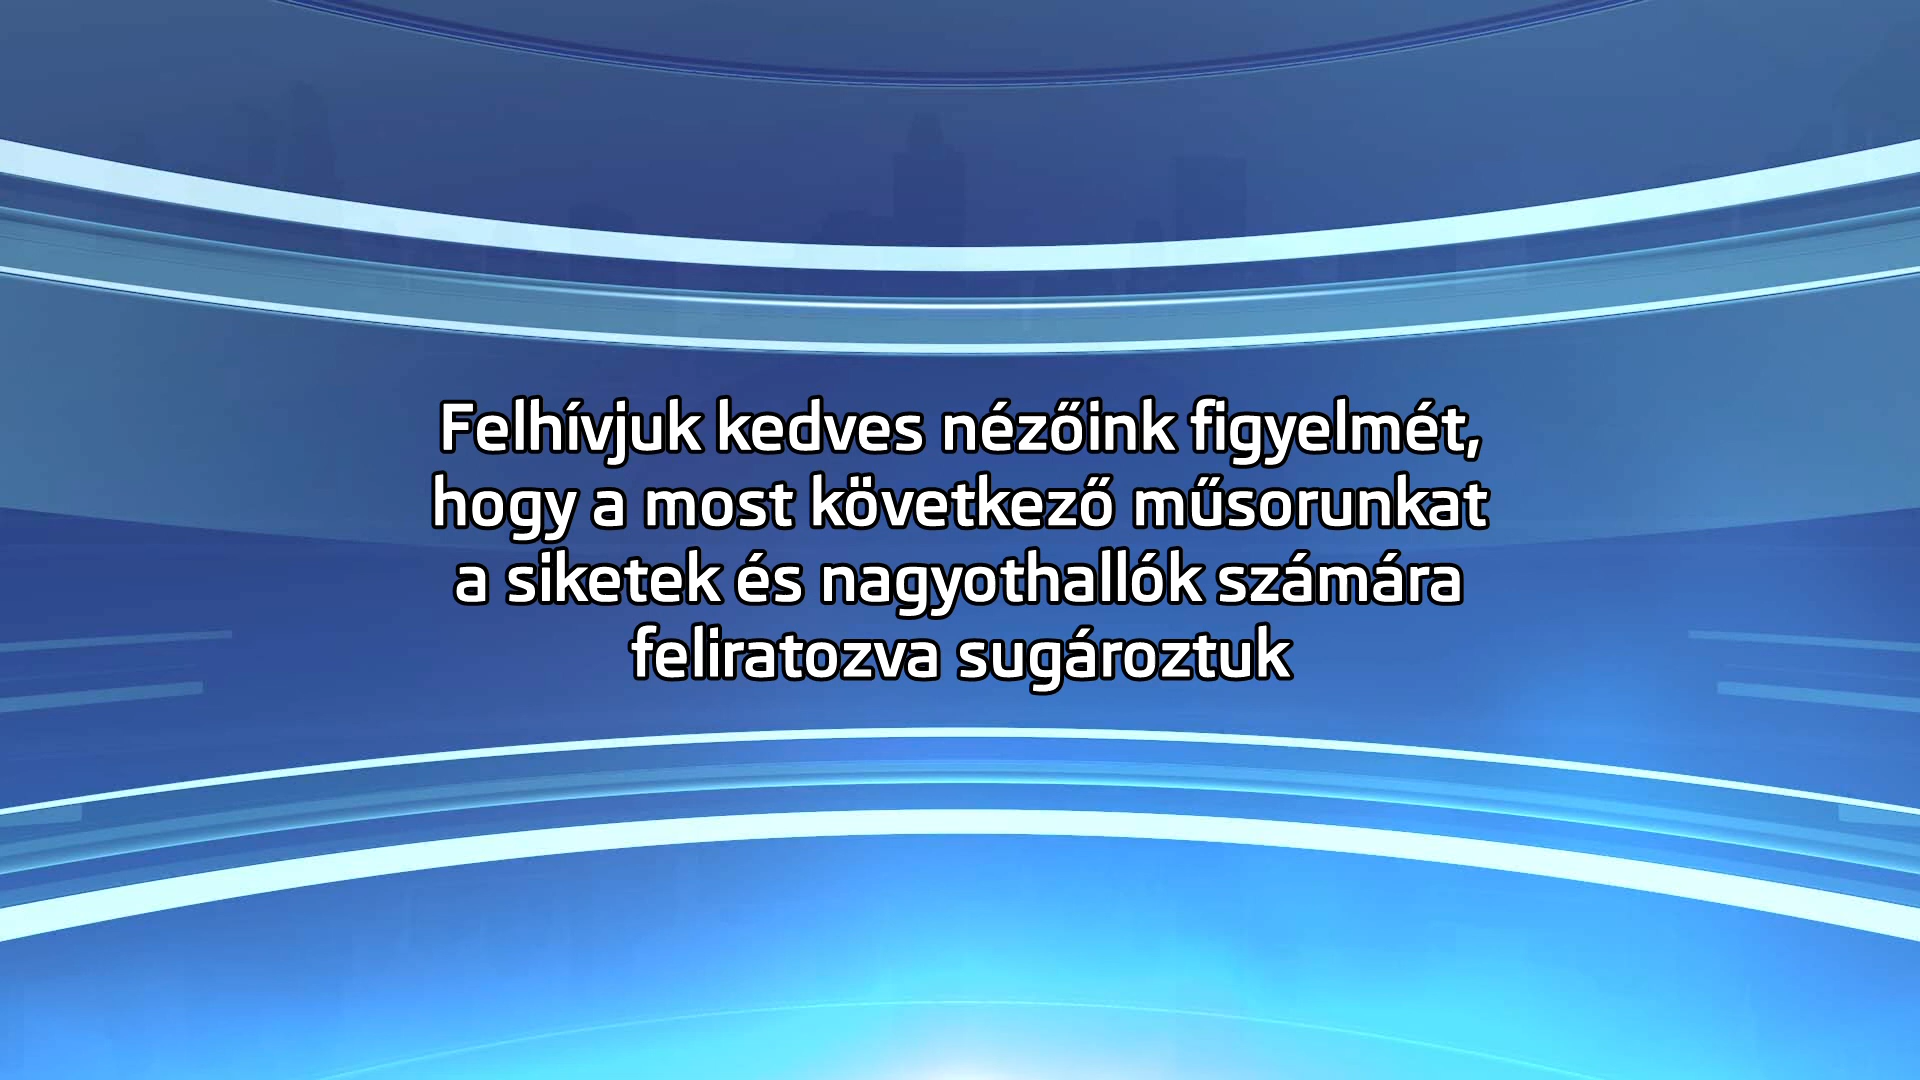 Felhívjuk kedves nézőink figyelmét,
hogy a most következő műsorunkat
a siketek és nagyothallók számára
feliratozva sugároztuk